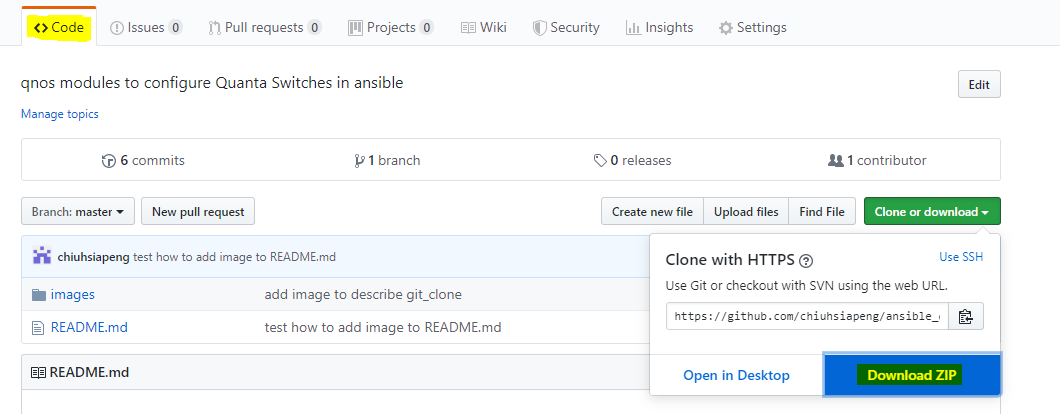 Code Issues 0 Pull requests 0 Projects 0 Wiki Security Insights Settings
qnos modules to configure Quanta Switches in ansible Edit
Manage topics
6 commits 1 branch 0 releases 1 contributor
Branch: master New pull request Create new file Upload files Find File Clone or download
chiuhsiapeng test how to add image to README.md
images add image to describe git_clone
README.md test how to add image to README.md
README.md
Clone with HTTPS Use SSH
Use Git or checkout with SVN using the web URL.
https://github.com/chiuhsiapeng/ansible_
Open in Desktop Download ZIP